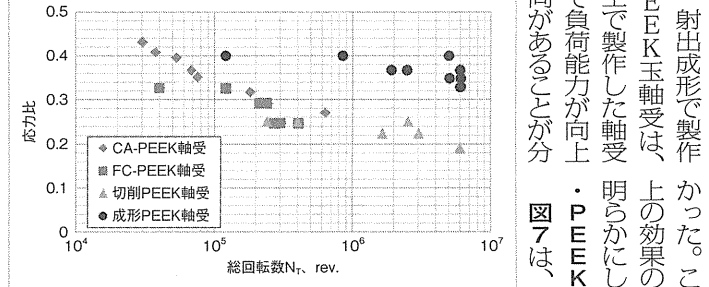 0.5
0.4
0.3
0.2
0.1
0
応力比
CA-PEEK軸受
FC-PEEK軸受
切削PEEK軸受
成形PEEK軸受
10⁴
10⁵
10⁶
10⁷
総回転数N_T、rev.
射出成形で製作
EEK玉軸受は、
工で製作した軸受
で負荷能力が向上
向があることが分
かった。こ
上の効果の
明らかにし
・PEEK
図7は、